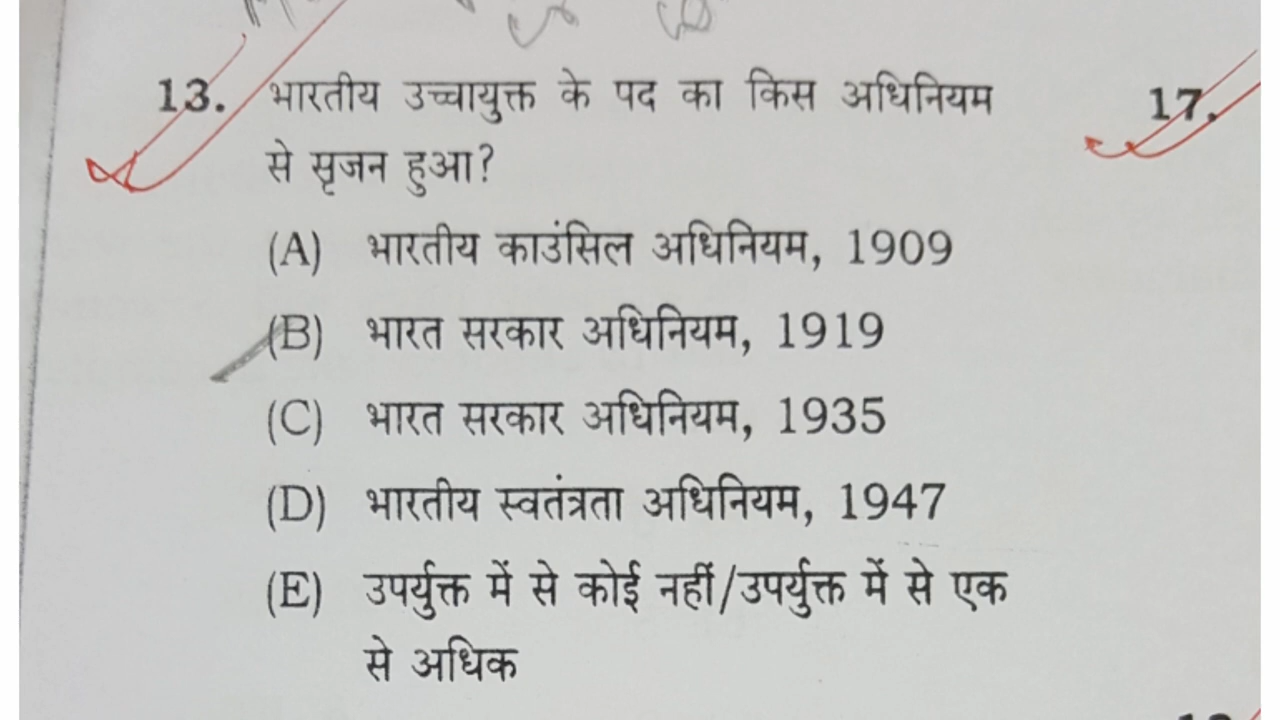 13. भारतीय उच्चायुक्त के पद का किस अधिनियम
से सृजन हुआ?
(A) भारतीय काउंसिल अधिनियम, 1909
(B) भारत सरकार अधिनियम, 1919
(C) भारत सरकार अधिनियम, 1935
(D) भारतीय स्वतंत्रता अधिनियम, 1947
(E) उपर्युक्त में से कोई नहीं/उपर्युक्त में से एक
से अधिक
17.